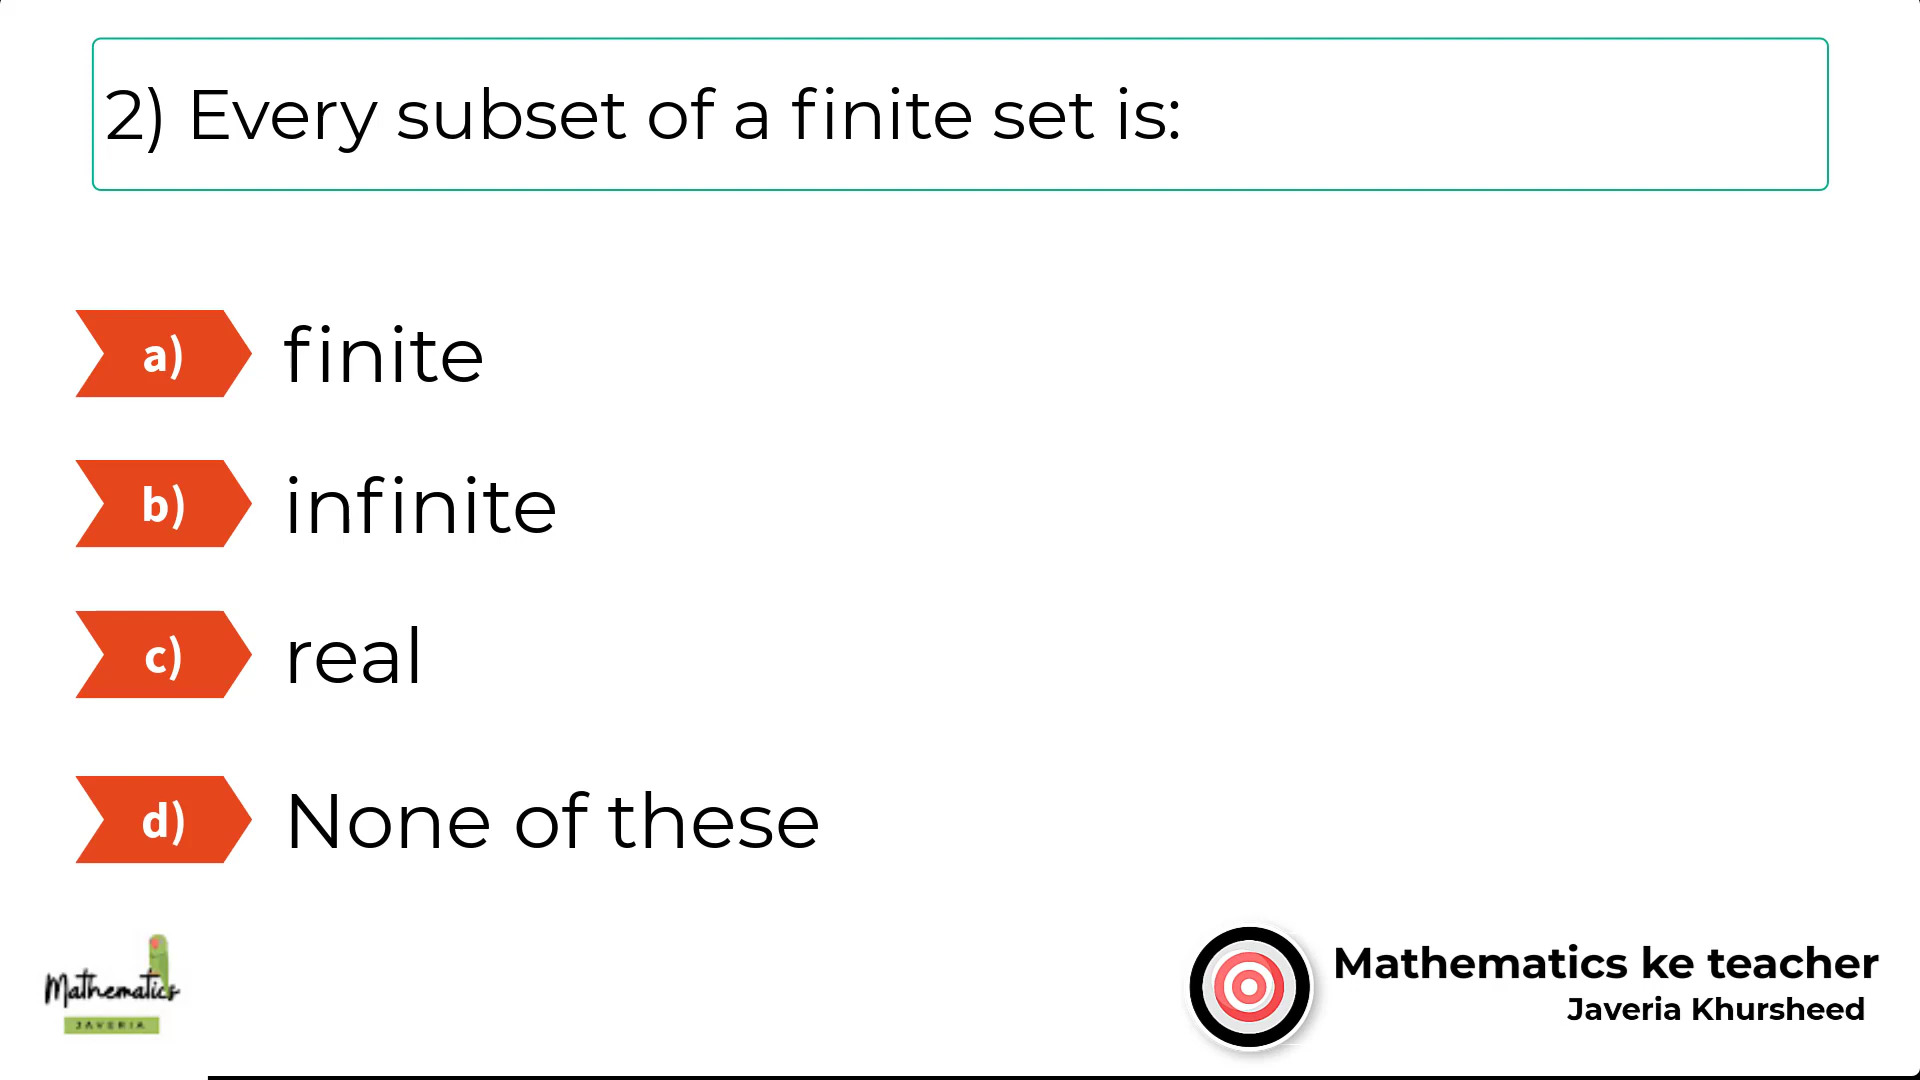 2) Every subset of a finite set is:
a) finite
b) infinite
c) real
d) None of these
Mathematics
JAVERIA
Mathematics ke teacher
Javeria Khursheed